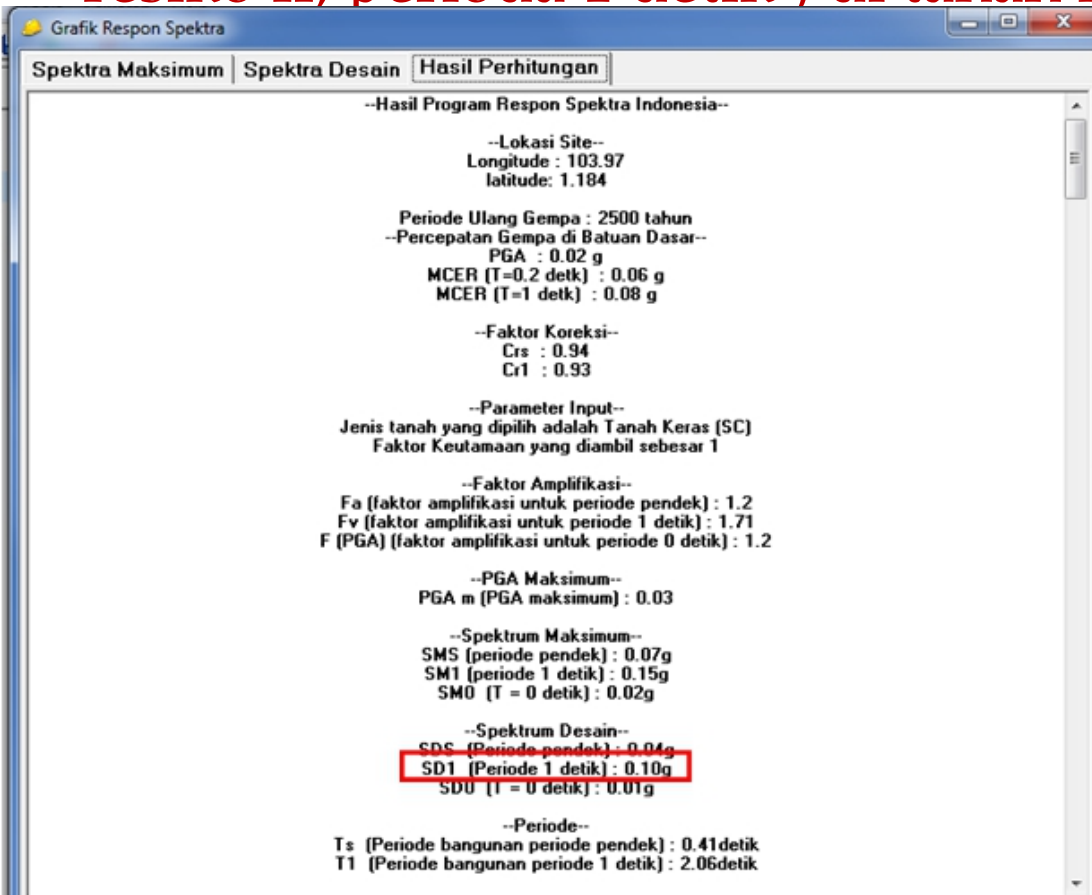 Grafik Respon Spektra
Spektra Maksimum Spektra Desain Hasil Perhitungan
--Hasil Program Respon Spektra Indonesia--
--Lokasi Site--
Longitude : 103.97
latitude: 1.184
Periode Ulang Gempa : 2500 tahun
--Percepatan Gempa di Batuan Dasar--
PGA : 0.02 g
MCER (T=0.2 detk) : 0.06 g
MCER (T=1 detk) : 0.08 g
--Faktor Koreksi--
Crs : 0.94
Cr1 : 0.93
--Parameter Input--
Jenis tanah yang dipilih adalah Tanah Keras (SC)
Faktor Keutamaan yang diambil sebesar 1
--Faktor Amplifikasi--
Fa (faktor amplifikasi untuk periode pendek) : 1.2
Fv (faktor amplifikasi untuk periode 1 detik) : 1.71
F (PGA) (faktor amplifikasi untuk periode 0 detik) : 1.2
--PGA Maksimum--
PGA m (PGA maksimum) : 0.03
--Spektrum Maksimum--
SMS (periode pendek) : 0.07g
SM1 (periode 1 detik) : 0.15g
SM0 (T = 0 detik) : 0.02g
--Spektrum Desain--
SDS (Periode pendek) : 0.04g
SD1 (Periode 1 detik) : 0.10g
SD0 (T = 0 detik) : 0.01g
--Periode--
Ts (Periode bangunan periode pendek) : 0.41detik
T1 (Periode bangunan periode 1 detik) : 2.06detik